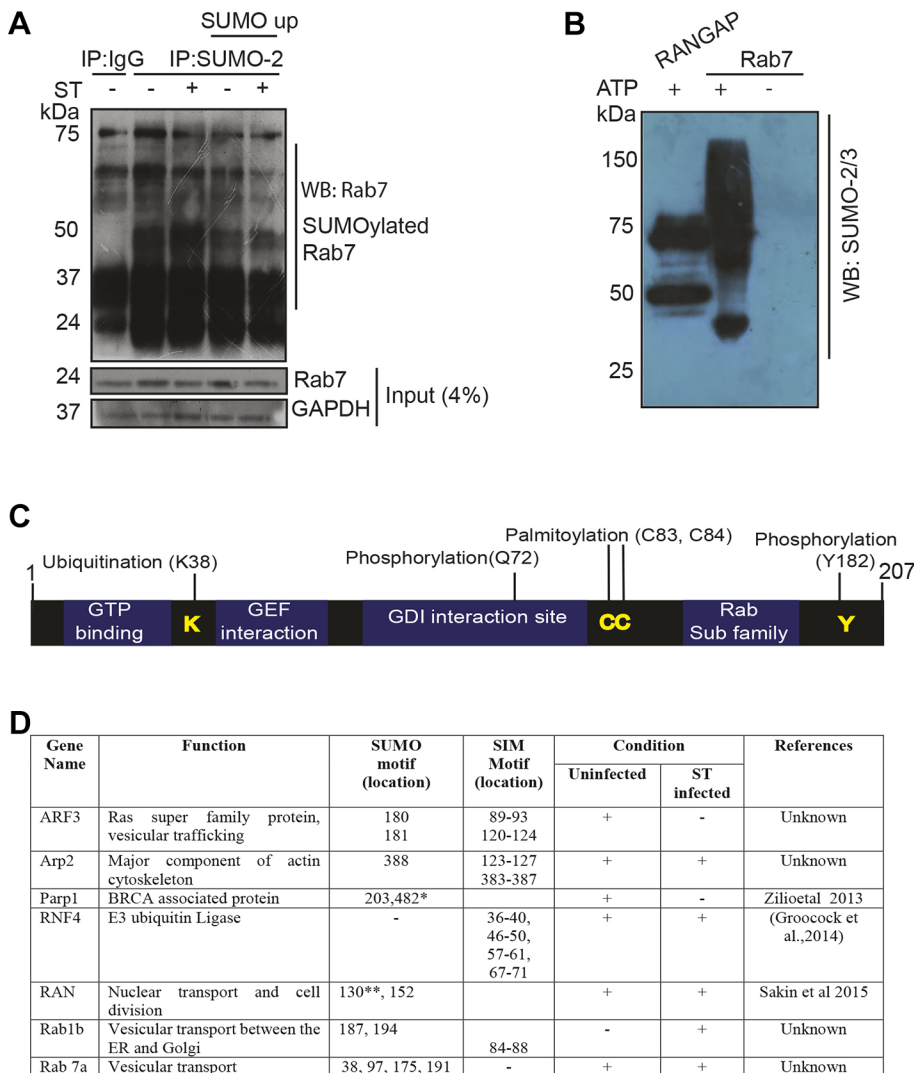 A
SUMO up
IP:IgG IP:SUMO-2
ST - - + - +
kDa
75
50
37
24
WB: Rab7
SUMOylated
Rab7
24
Rab7
37
GAPDH
Input (4%)
B
RANGAP
Rab7
ATP + + -
kDa
150
75
50
25
WB: SUMO-2/3
C
1
Ubiquitination (K38)
Phosphorylation(Q72)
Palmitoylation (C83, C84)
Phosphorylation
(Y182)
207
GTP
binding
K
GEF
interaction
GDI interaction site
CC
Rab
Sub family
Y
D
Gene Name Function SUMO motif (location) SIM Motif (location) Condition References
Uninfected ST infected
ARF3 Ras super family protein, vesicular trafficking 180 181 89-93 120-124 + - Unknown
Arp2 Major component of actin cytoskeleton 388 123-127 383-387 + + Unknown
Parp1 BRCA associated protein 203,482* + - Zilioetal 2013
RNF4 E3 ubiquitin Ligase - 36-40, 46-50, 57-61, 67-71 + + (Groocock et al.,2014)
RAN Nuclear transport and cell division 130**, 152 + + Sakin et al 2015
Rab1b Vesicular transport between the ER and Golgi 187, 194 84-88 - + Unknown
Rab 7a Vesicular transport 38, 97, 175, 191 - + + Unknown